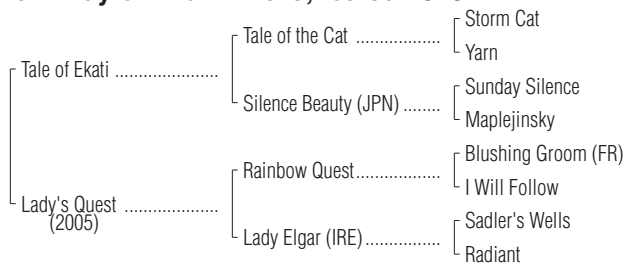 Storm Cat
Tale of the Cat ..................
Yarn
Tale of Ekati ......................
Sunday Silence
Silence Beauty (JPN) ........
Maplejinsky
Blushing Groom (FR)
Rainbow Quest..................
I Will Follow
Lady's Quest ....................
(2005)
Sadler's Wells
Lady Elgar (IRE)................
Radiant